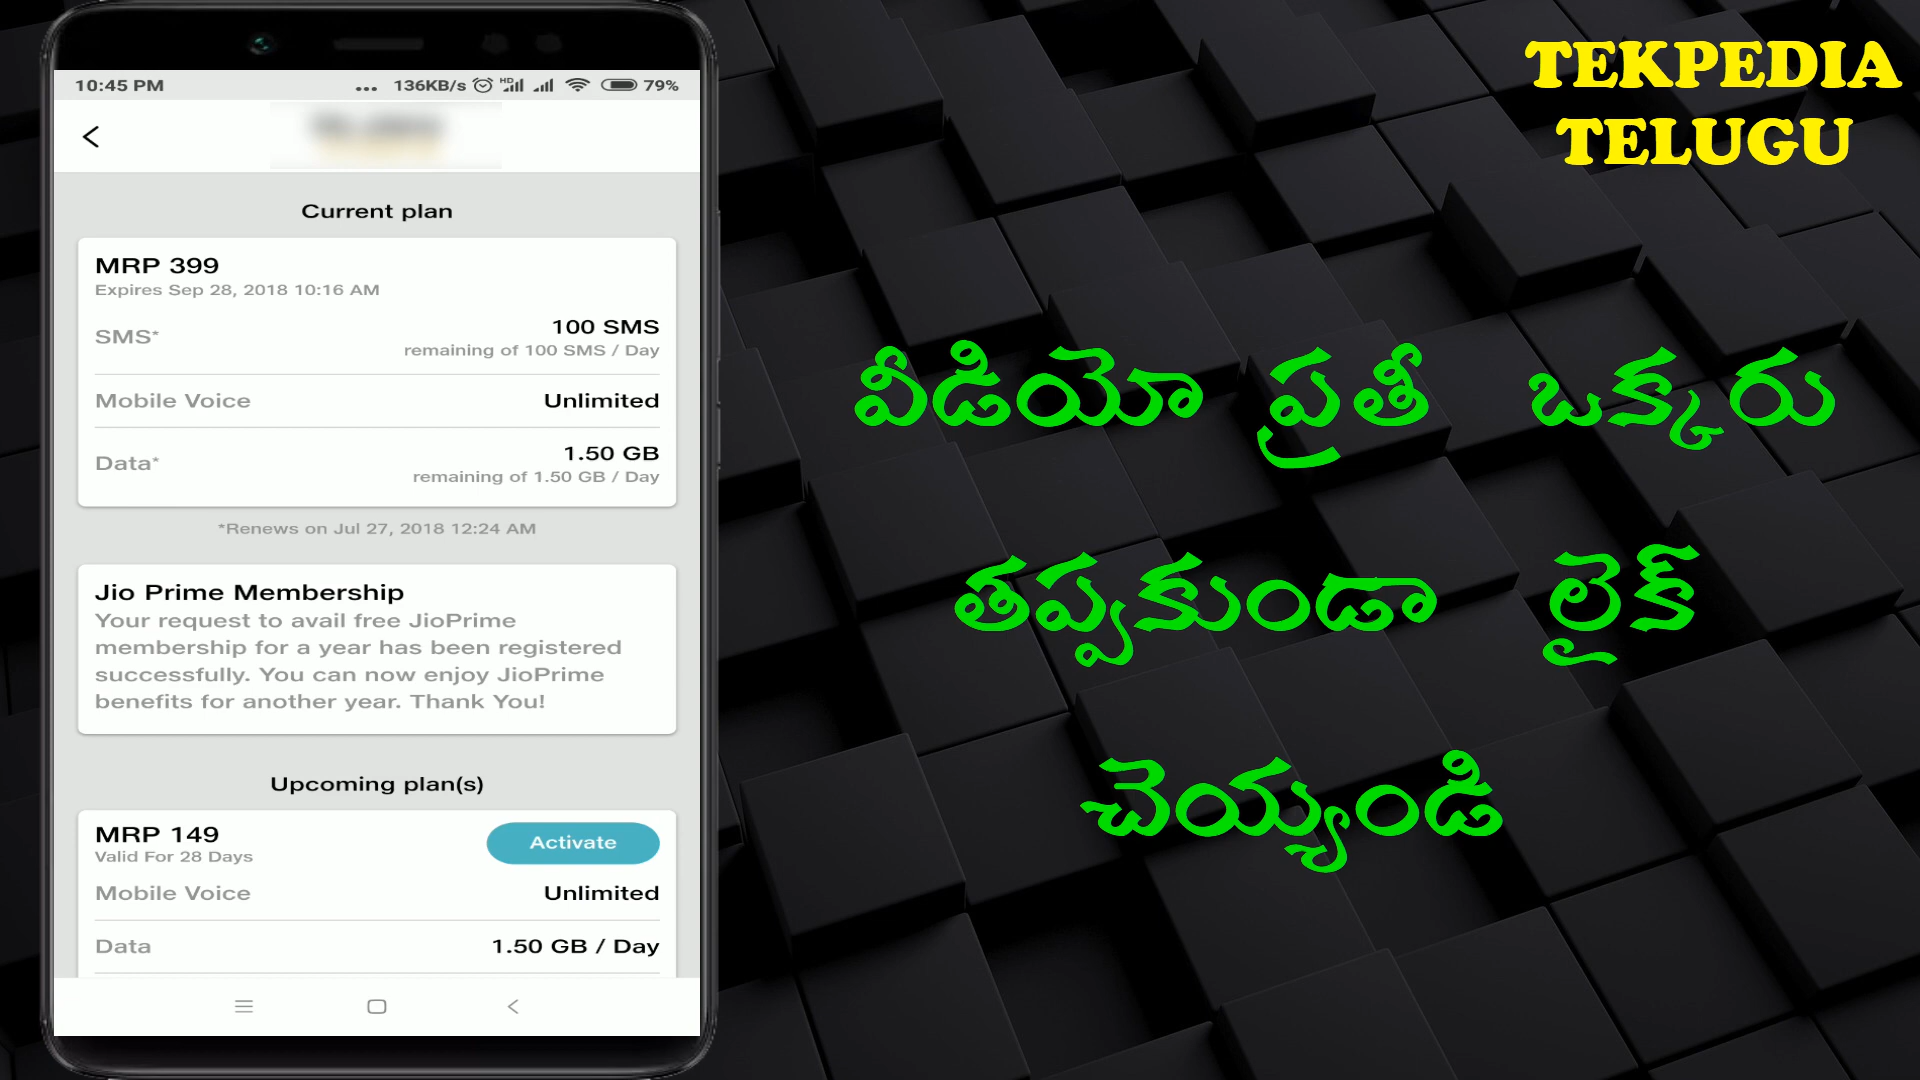 10:45 PM ... 136KB/s HD 79%
Current plan
MRP 399
Expires Sep 28, 2018 10:16 AM
SMS* 100 SMS
remaining of 100 SMS / Day
Mobile Voice Unlimited
Data* 1.50 GB
remaining of 1.50 GB / Day
*Renews on Jul 27, 2018 12:24 AM
Jio Prime Membership
Your request to avail free JioPrime
membership for a year has been registered
successfully. You can now enjoy JioPrime
benefits for another year. Thank You!
Upcoming plan(s)
MRP 149 Activate
Valid For 28 Days
Mobile Voice Unlimited
Data 1.50 GB / Day
TEKPEDIA
TELUGU
వీడియో ప్రతీ ఒక్కరు
తప్పకుండా లైక్
చెయ్యండి